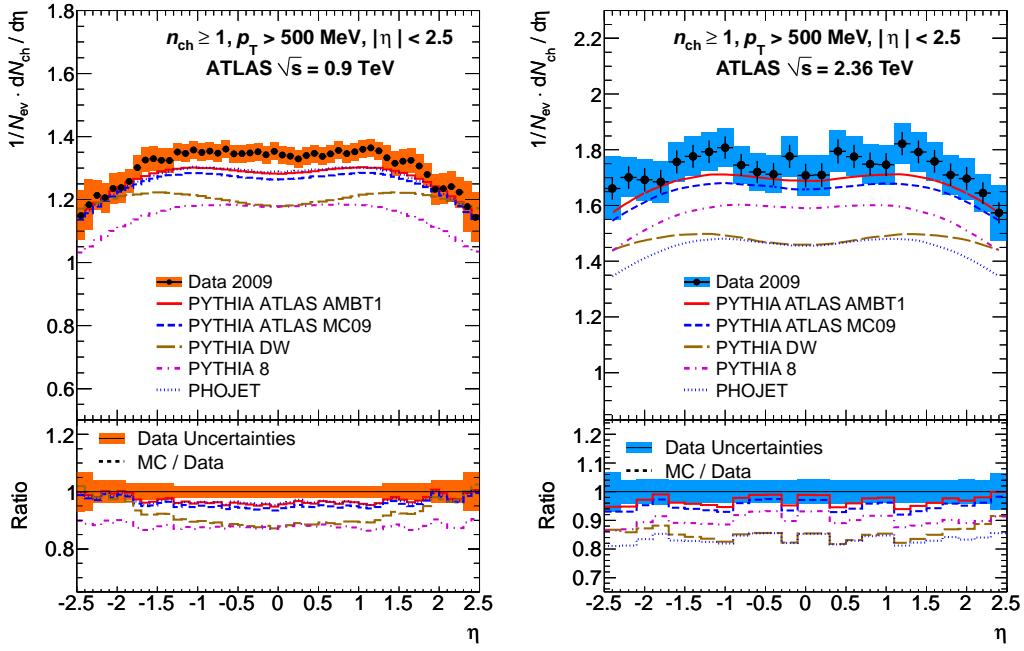 1/ N_ev · dN_ch / dη
n_ch ≥ 1, p_T > 500 MeV, | η | < 2.5
ATLAS √s = 0.9 TeV
1.8
1.6
1.4
1.2
1
0.8
0.6
Data 2009
PYTHIA ATLAS AMBT1
PYTHIA ATLAS MC09
PYTHIA DW
PYTHIA 8
PHOJET
Ratio
1.2
1
0.8
Data Uncertainties
MC / Data
-2.5 -2 -1.5 -1 -0.5 0 0.5 1 1.5 2 2.5
η
1/ N_ev · dN_ch / dη
n_ch ≥ 1, p_T > 500 MeV, | η | < 2.5
ATLAS √s = 2.36 TeV
2.2
2
1.8
1.6
1.4
1.2
1
Data 2009
PYTHIA ATLAS AMBT1
PYTHIA ATLAS MC09
PYTHIA DW
PYTHIA 8
PHOJET
Ratio
1.2
1.1
1
0.9
0.8
0.7
Data Uncertainties
MC / Data
-2.5 -2 -1.5 -1 -0.5 0 0.5 1 1.5 2 2.5
η